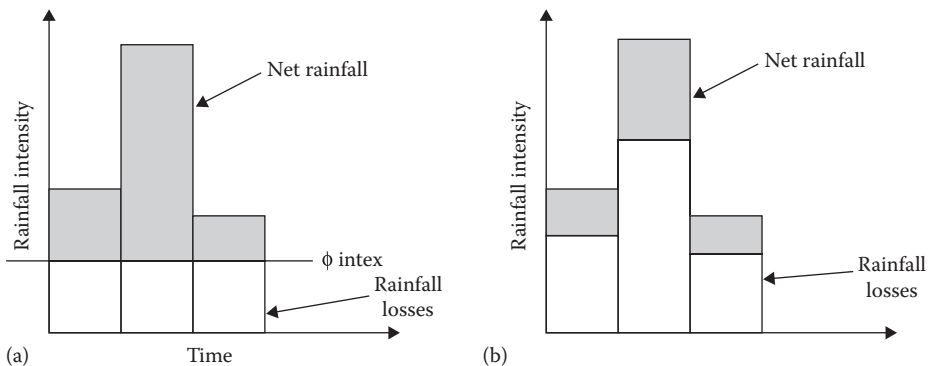 Rainfall intensity
Net rainfall
ϕ intex
Rainfall
losses
(a)
Time
Rainfall intensity
Net rainfall
Rainfall
losses
(b)